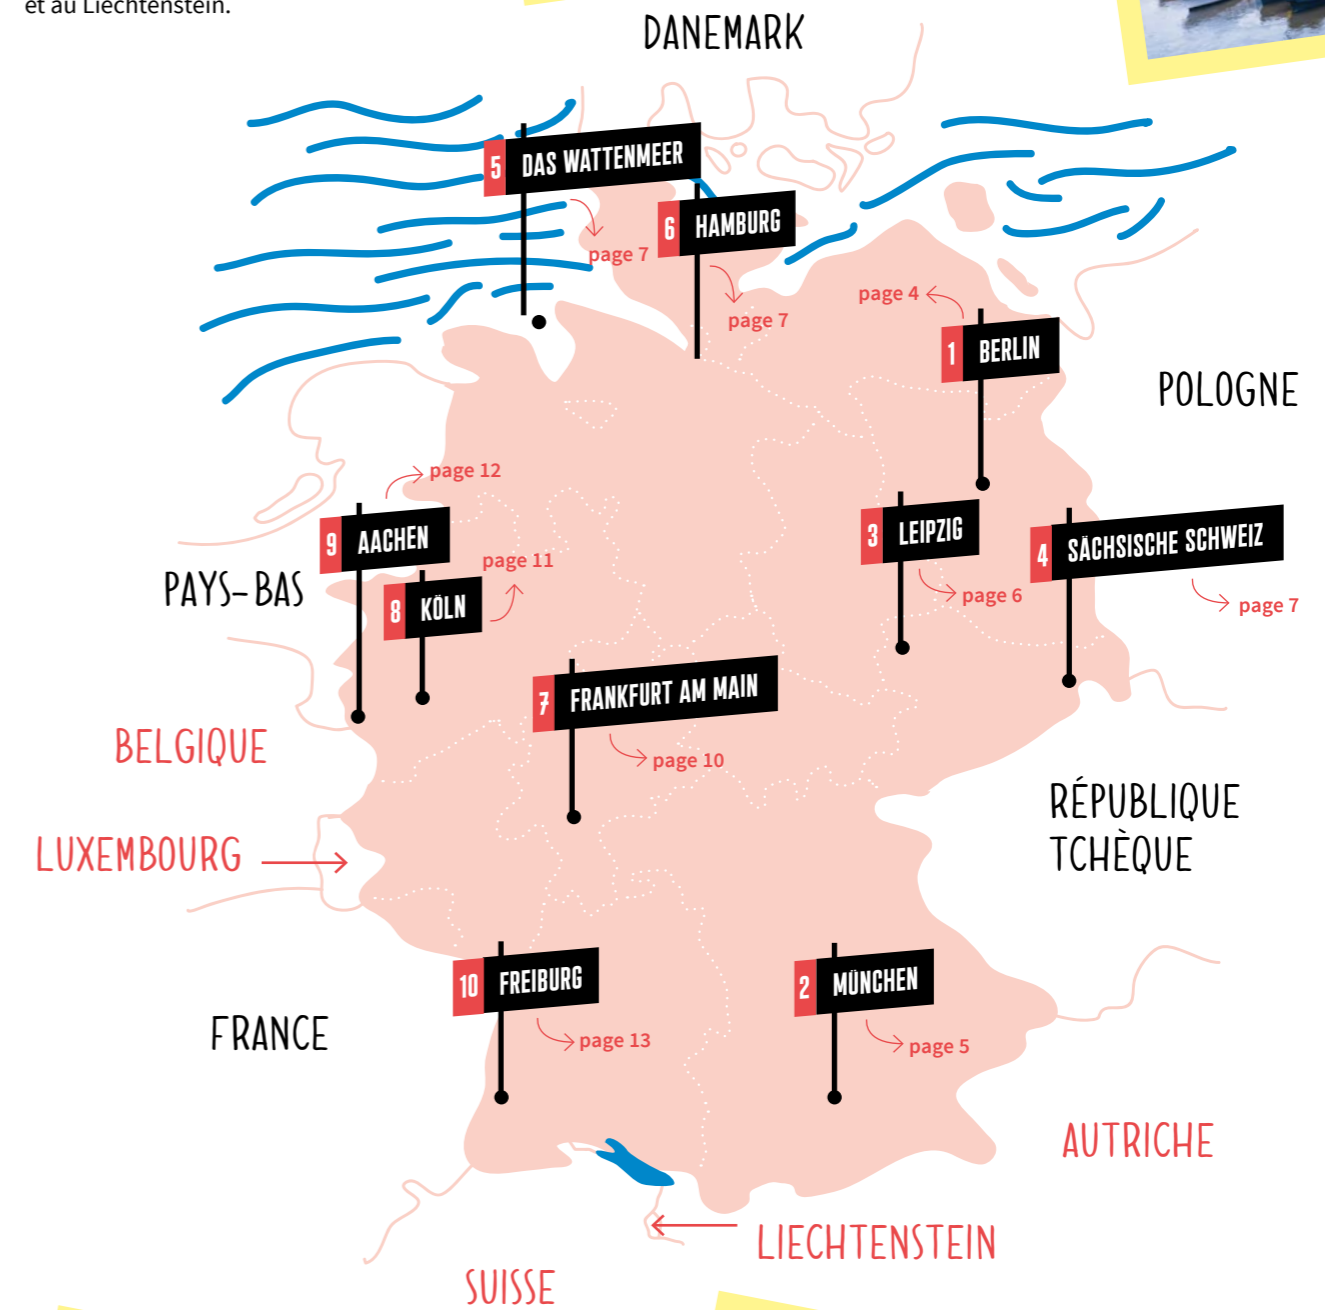 et au Liechtenstein.
DANEMARK
5 DAS WATTENMEER
page 7
6 HAMBURG
page 7
page 4
1 BERLIN
POLOGNE
page 12
9 AACHEN
page 11
8 KÖLN
PAYS-BAS
3 LEIPZIG
page 6
4 SÄCHSISCHE SCHWEIZ
page 7
7 FRANKFURT AM MAIN
page 10
BELGIQUE
LUXEMBOURG
RÉPUBLIQUE
TCHÈQUE
10 FREIBURG
page 13
2 MÜNCHEN
page 5
FRANCE
AUTRICHE
LIECHTENSTEIN
SUISSE